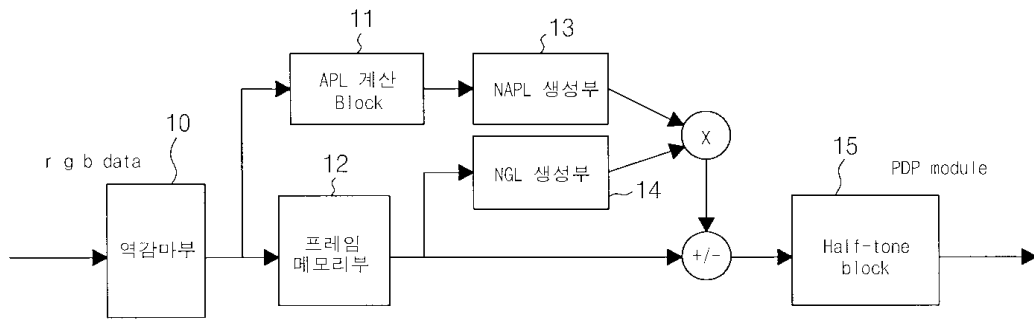 11
APL 계산
Block
13
NAPL 생성부
X
r g b data
10
역감마부
12
프레임
메모리부
NGL 생성부
14
+/-
15
PDP module
Half-tone
block